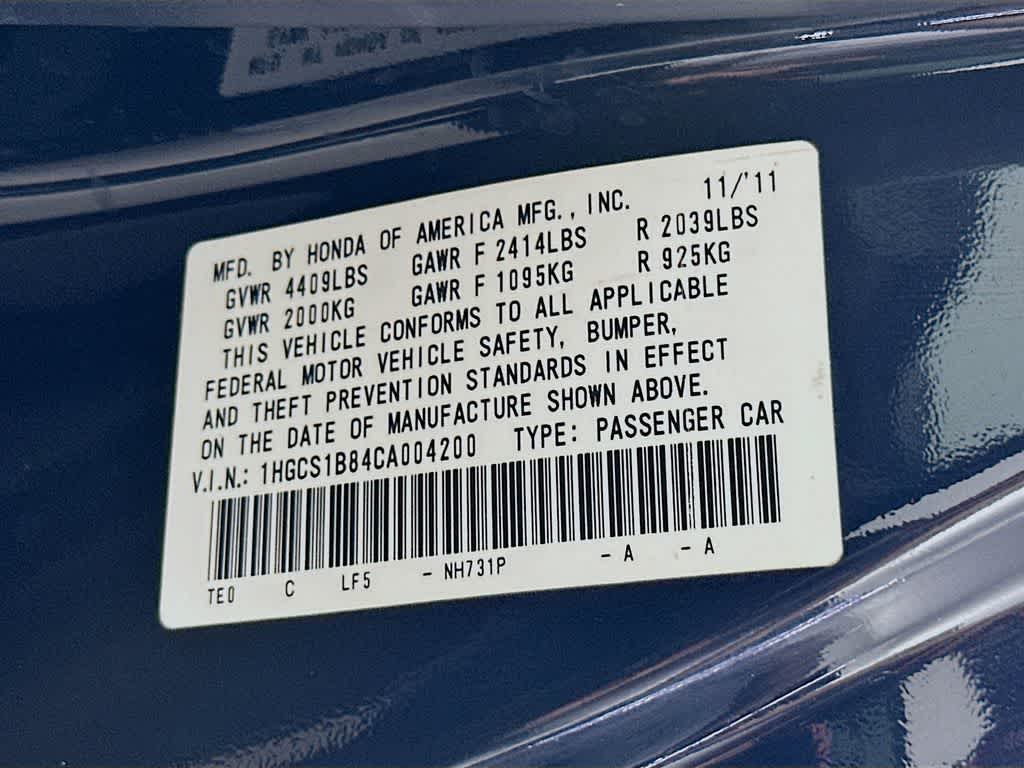 MFD. BY HONDA OF AMERICA MFG., INC. 11/'11
GVWR 4409LBS GAWR F 2414LBS R 2039LBS
GVWR 2000KG GAWR F 1095KG R 925KG
THIS VEHICLE CONFORMS TO ALL APPLICABLE
FEDERAL MOTOR VEHICLE SAFETY, BUMPER,
AND THEFT PREVENTION STANDARDS IN EFFECT
ON THE DATE OF MANUFACTURE SHOWN ABOVE.
V.I.N.: 1HGCS1B84CA004200 TYPE: PASSENGER CAR
TE0 C LF5 - NH731P - A - A